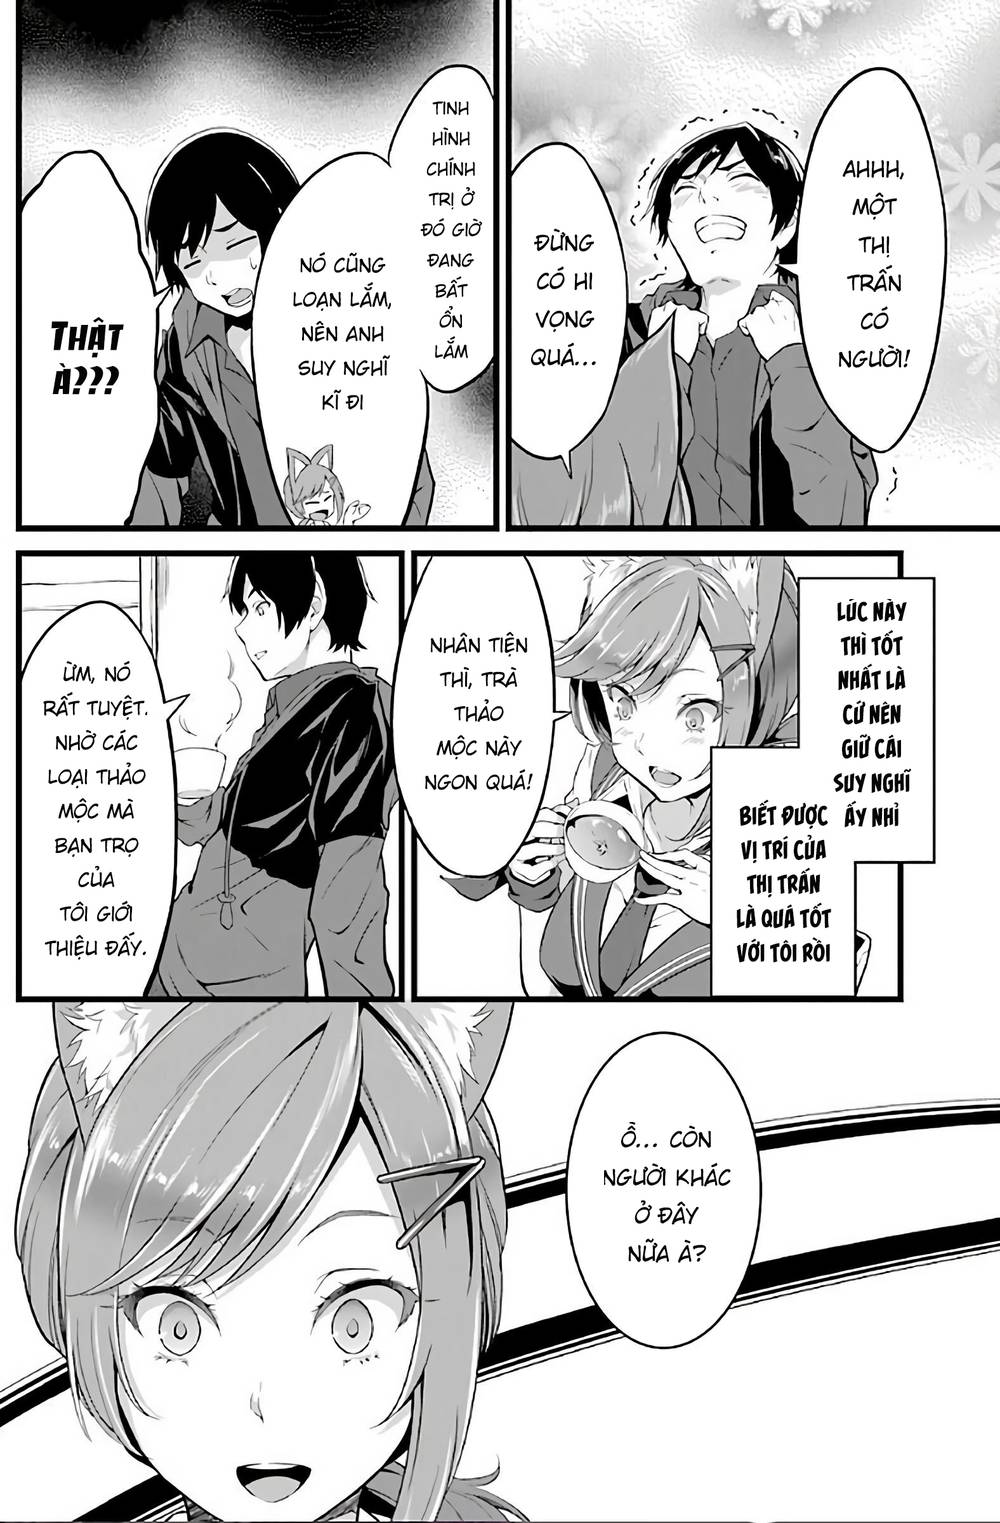 AHHH,
MỘT
THỊ
TRẤN CÓ
NGƯỜI!
ĐỪNG
CÓ HI
VỌNG
QUÁ...
TINH
HÌNH
CHÍNH
TRỊ Ở
ĐÓ GIỜ
ĐANG
BẤT
ỔN
LẮM
NÓ CŨNG
LOẠN LẮM,
NÊN ANH
SUY NGHĨ
KĨ ĐI
THẬT
À???
LÚC NÀY
THÌ TỐT
NHẤT LÀ
CỨ NÊN
GIỮ CÁI
SUY NGHĨ
ẤY NHỈ
BIẾT ĐƯỢC
VỊ TRÍ CỦA
THỊ TRẤN
LÀ QUÁ TỐT
VỚI TÔI RỒI
NHÂN TIỆN
THÌ, TRÀ
THẢO
MỘC NÀY
NGON QUÁ!
ỪM, NÓ
RẤT TUYỆT.
NHỜ CÁC
LOẠI THẢO
MỘC MÀ
BẠN TRỌ
CỦA
TÔI GIỚI
THIỆU ĐẤY.
Ồ... CÒN
NGƯỜI KHÁC
Ở ĐÂY
NỮA À?